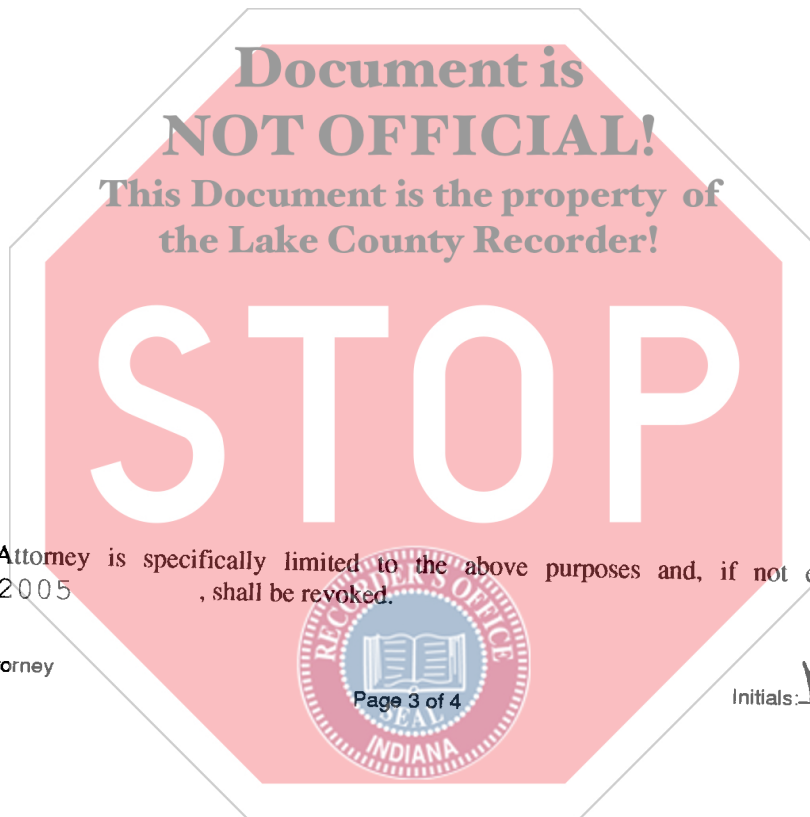 Document is
NOT OFFICIAL!
This Document is the property of
the Lake County Recorder!
STOP
Attorney is specifically limited to the above purposes and, if not
2005 , shall be revoked.
orney
Page 3 of 4
Initials:
RECORDER'S OFFICE
SEAL
INDIANA